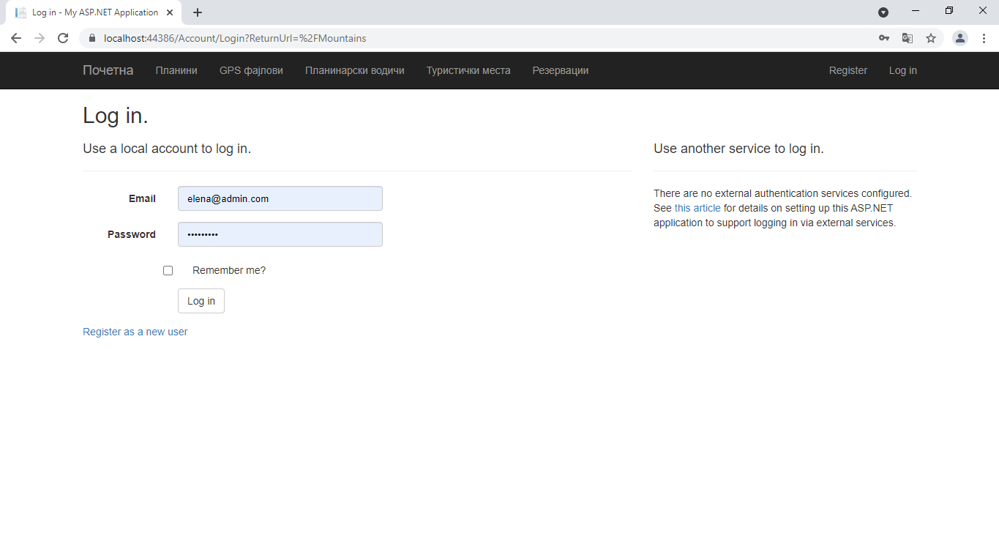 Log in - My ASP.NET Application
localhost:44386/Account/Login?ReturnUrl=%2FMountains
Почетна Планини GPS фајлови Планинарски водичи Туристички места Резервации Register Log in
Log in.
Use a local account to log in.
Email elena@admin.com
Password •••••••••
Remember me?
Log in
Register as a new user
Use another service to log in.
There are no external authentication services configured.
See this article for details on setting up this ASP.NET
application to support logging in via external services.